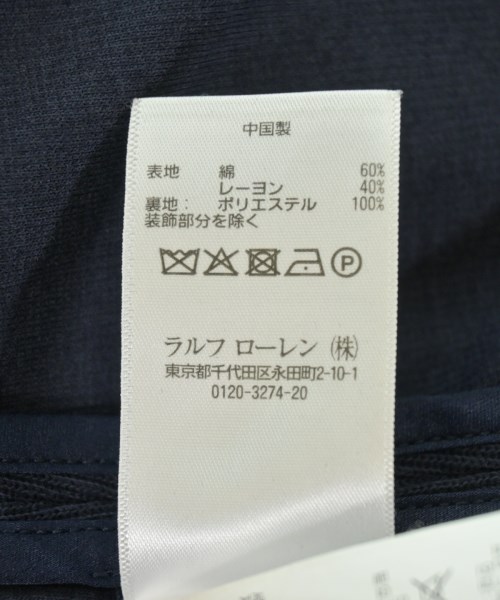 中国製
表地 綿 60%
レーヨン 40%
裏地： ポリエステル 100%
装飾部分を除く
P
ラルフ ローレン (株)
東京都千代田区永田町2-10-1
0120-3274-20